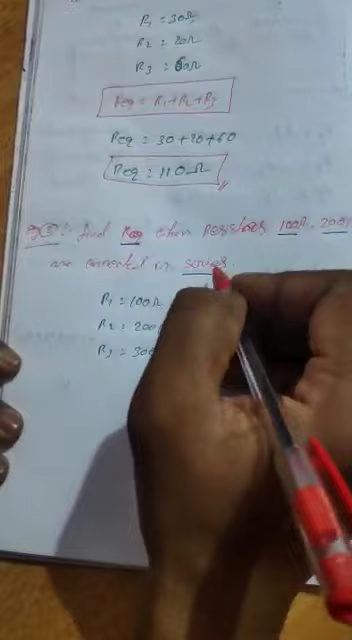 R₁ = 30Ω
R₂ = 20Ω
R₃ = 60Ω
Req = R₁+R₂+R₃
Req = 30+20+60
Req = 110Ω
find Req when Resistors 100Ω, 200Ω
are connected in series.
R₁ = 100Ω
R₂ = 200
R₃ = 300